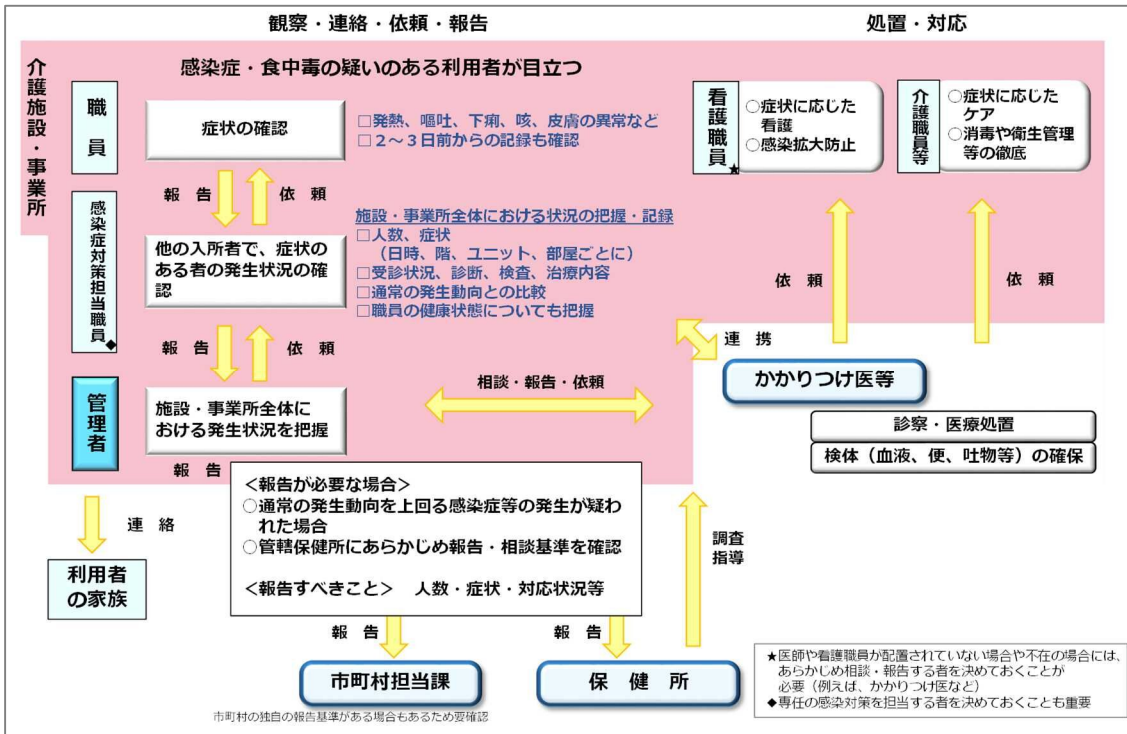 観察・連絡・依頼・報告
処置・対応
介護施設・事業所
感染症・食中毒の疑いのある利用者が目立つ
職員
症状の確認
□発熱、嘔吐、下痢、咳、皮膚の異常など
□２～３日前からの記録も確認
報 告
依 頼
感染症対策担当職員◆
他の入所者で、症状の
ある者の発生状況の確
認
施設・事業所全体における状況の把握・記録
□人数、症状
（日時、階、ユニット、部屋ごとに）
□受診状況、診断、検査、治療内容
□通常の発生動向との比較
□職員の健康状態についても把握
報 告
依 頼
管理者
施設・事業所全体に
おける発生状況を把握
相談・報告・依頼
看護職員★
○症状に応じた
看護
○感染拡大防止
介護職員等
○症状に応じた
ケア
○消毒や衛生管理
等の徹底
依 頼
依 頼
連 携
かかりつけ医等
診察・医療処置
検体（血液、便、吐物等）の確保
報 告
＜報告が必要な場合＞
○通常の発生動向を上回る感染症等の発生が疑
われた場合
○管轄保健所にあらかじめ報告・相談基準を確認
＜報告すべきこと＞ 人数・症状・対応状況等
連 絡
利用者
の家族
調査
指導
報 告
報 告
市町村担当課
保 健 所
市町村の独自の報告基準がある場合もあるため要確認
★医師や看護職員が配置されていない場合や不在の場合には、
あらかじめ相談・報告する者を決めておくことが
必要（例えば、かかりつけ医など）
◆専任の感染対策を担当する者を決めておくことも重要